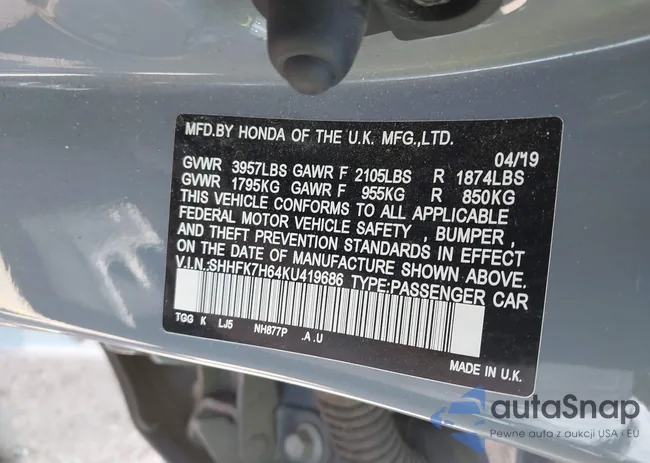 MFD.BY HONDA OF THE U.K. MFG.,LTD.
04/'19
GVWR 3957LBS GAWR F 2105LBS R 1874LBS
GVWR 1795KG GAWR F 955KG R 850KG
THIS VEHICLE CONFORMS TO ALL APPLICABLE
FEDERAL MOTOR VEHICLE SAFETY , BUMPER ,
AND THEFT PREVENTION STANDARDS IN EFFECT
ON THE DATE OF MANUFACTURE SHOWN ABOVE.
V.I.N.:SHHFK7H64KU419686 TYPE:PASSENGER CAR
TGG K LJ5 NH877P .A .U
MADE IN U.K.
autaSnap
Pewne auta z aukcji USA i EU